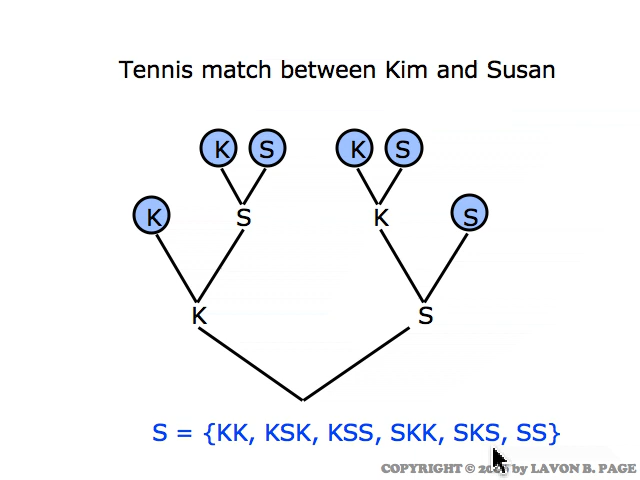 Tennis match between Kim and Susan
K S K S
K S K S
K S
S = {KK, KSK, KSS, SKK, SKS, SS}
COPYRIGHT © by LAVON B. PAGE